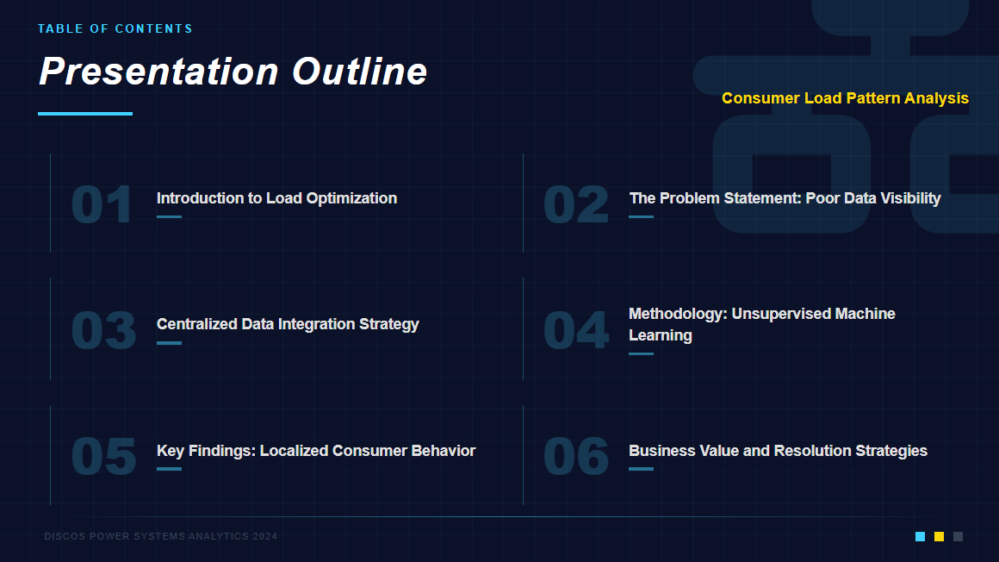 TABLE OF CONTENTS
Presentation Outline
Consumer Load Pattern Analysis
01
Introduction to Load Optimization
02
The Problem Statement: Poor Data Visibility
03
Centralized Data Integration Strategy
04
Methodology: Unsupervised Machine
Learning
05
Key Findings: Localized Consumer Behavior
06
Business Value and Resolution Strategies
DISCOS POWER SYSTEMS ANALYTICS 2024